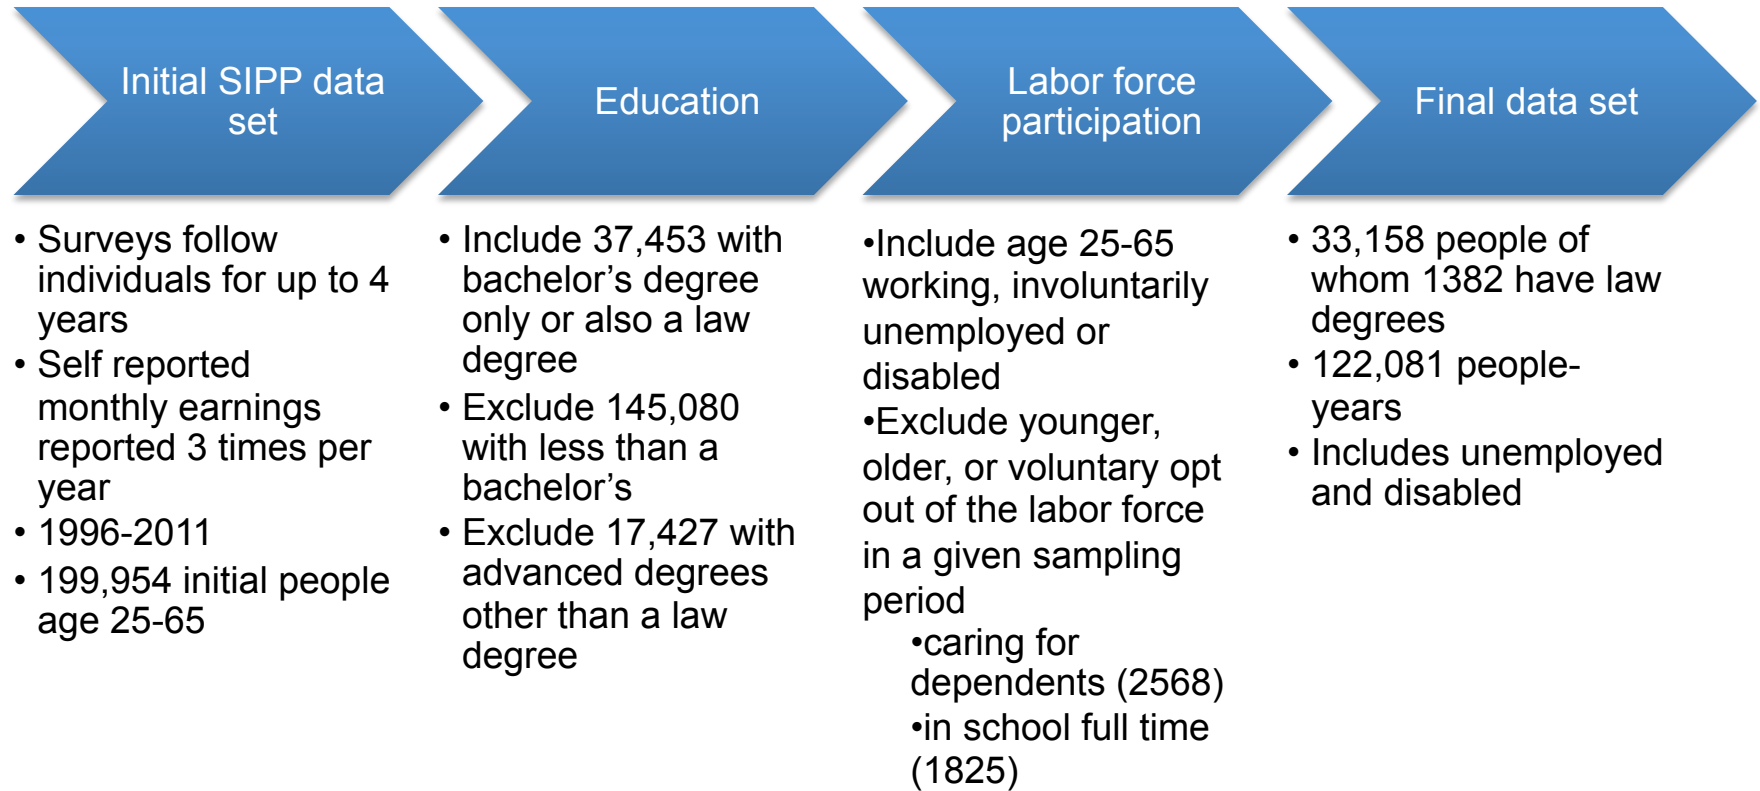 Initial SIPP data
set
Education
Labor force
participation
Final data set
• Surveys follow
individuals for up to 4
years
• Self reported
monthly earnings
reported 3 times per
year
• 1996-2011
• 199,954 initial people
age 25-65
• Include 37,453 with
bachelor’s degree
only or also a law
degree
• Exclude 145,080
with less than a
bachelor’s
• Exclude 17,427 with
advanced degrees
other than a law
degree
•Include age 25-65
working, involuntarily
unemployed or
disabled
•Exclude younger,
older, or voluntary opt
out of the labor force
in a given sampling
period
•caring for
dependents (2568)
•in school full time
(1825)
• 33,158 people of
whom 1382 have law
degrees
• 122,081 people-
years
• Includes unemployed
and disabled